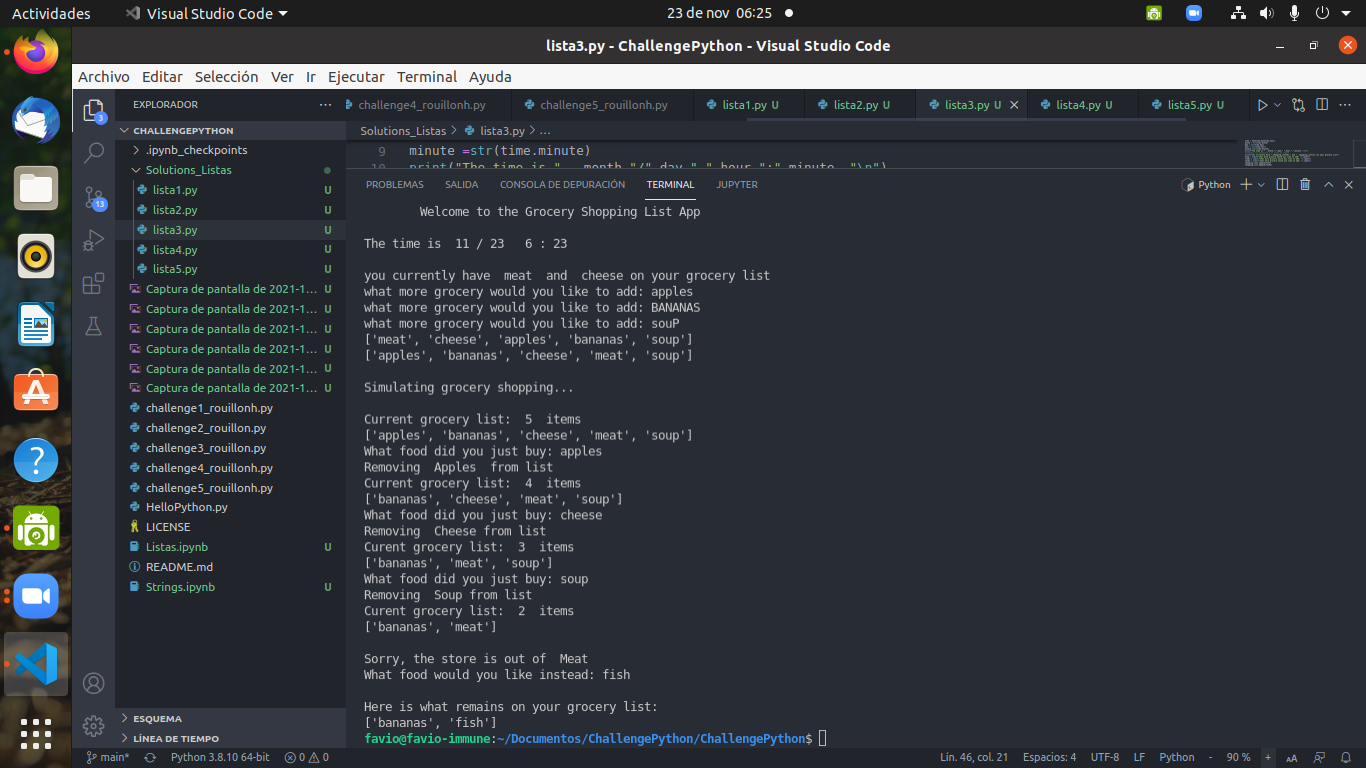 Actividades
Visual Studio Code
23 de nov 06:25
lista3.py - ChallengePython - Visual Studio Code
Archivo Editar Selección Ver Ir Ejecutar Terminal Ayuda
EXPLORADOR
challenge4_rouillonh.py
challenge5_rouillonh.py
lista1.py U
lista2.py U
lista3.py U
lista4.py U
lista5.py U
CHALLENGEPYTHON
.ipynb_checkpoints
Solutions_Listas
lista1.py U
lista2.py U
lista3.py U
lista4.py U
lista5.py U
Captura de pantalla de 2021-1... U
Captura de pantalla de 2021-1... U
Captura de pantalla de 2021-1... U
Captura de pantalla de 2021-1... U
Captura de pantalla de 2021-1... U
Captura de pantalla de 2021-1... U
challenge1_rouillonh.py
challenge2_rouillon.py
challenge3_rouillon.py
challenge4_rouillonh.py
challenge5_rouillonh.py
HelloPython.py
LICENSE
Listas.ipynb U
README.md
Strings.ipynb U
ESQUEMA
LÍNEA DE TIEMPO
3
13
Solutions_Listas > lista3.py > ...
9 minute =str(time.minute)
PROBLEMAS SALIDA CONSOLA DE DEPURACIÓN TERMINAL JUPYTER
Python
Welcome to the Grocery Shopping List App
The time is  11 / 23   6 : 23
you currently have  meat  and  cheese on your grocery list
what more grocery would you like to add: apples
what more grocery would you like to add: BANANAS
what more grocery would you like to add: souP
['meat', 'cheese', 'apples', 'bananas', 'soup']
['apples', 'bananas', 'cheese', 'meat', 'soup']
Simulating grocery shopping...
Current grocery list:  5  items
['apples', 'bananas', 'cheese', 'meat', 'soup']
What food did you just buy: apples
Removing  Apples  from list
Current grocery list:  4  items
['bananas', 'cheese', 'meat', 'soup']
What food did you just buy: cheese
Removing  Cheese from list
Curent grocery list:  3  items
['bananas', 'meat', 'soup']
What food did you just buy: soup
Removing  Soup from list
Curent grocery list:  2  items
['bananas', 'meat']
Sorry, the store is out of  Meat
What food would you like instead: fish
Here is what remains on your grocery list:
['bananas', 'fish']
favio@favio-immune:~/Documentos/ChallengePython/ChallengePython$
main* Python 3.8.10 64-bit 0 0 Lín. 46, col. 21 Espacios: 4 UTF-8 LF Python - 90 % +